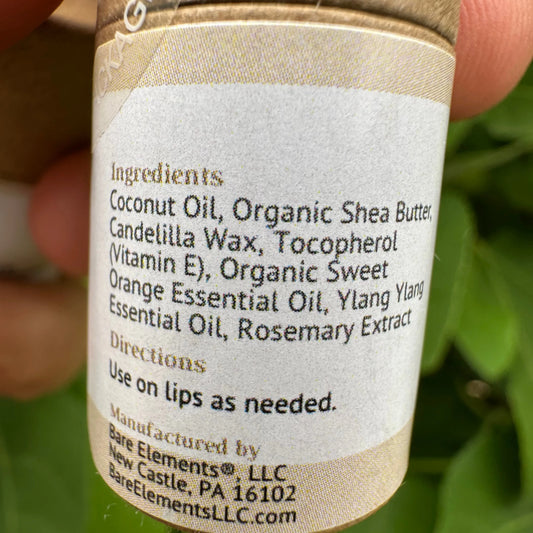 Ingredients
Coconut Oil, Organic Shea Butter,
Candelilla Wax, Tocopherol
(Vitamin E), Organic Sweet
Orange Essential Oil, Ylang Ylang
Essential Oil, Rosemary Extract
Directions
Use on lips as needed.
Manufactured by
Bare Elements®, LLC
New Castle, PA 16102
BareElementsLLC.com